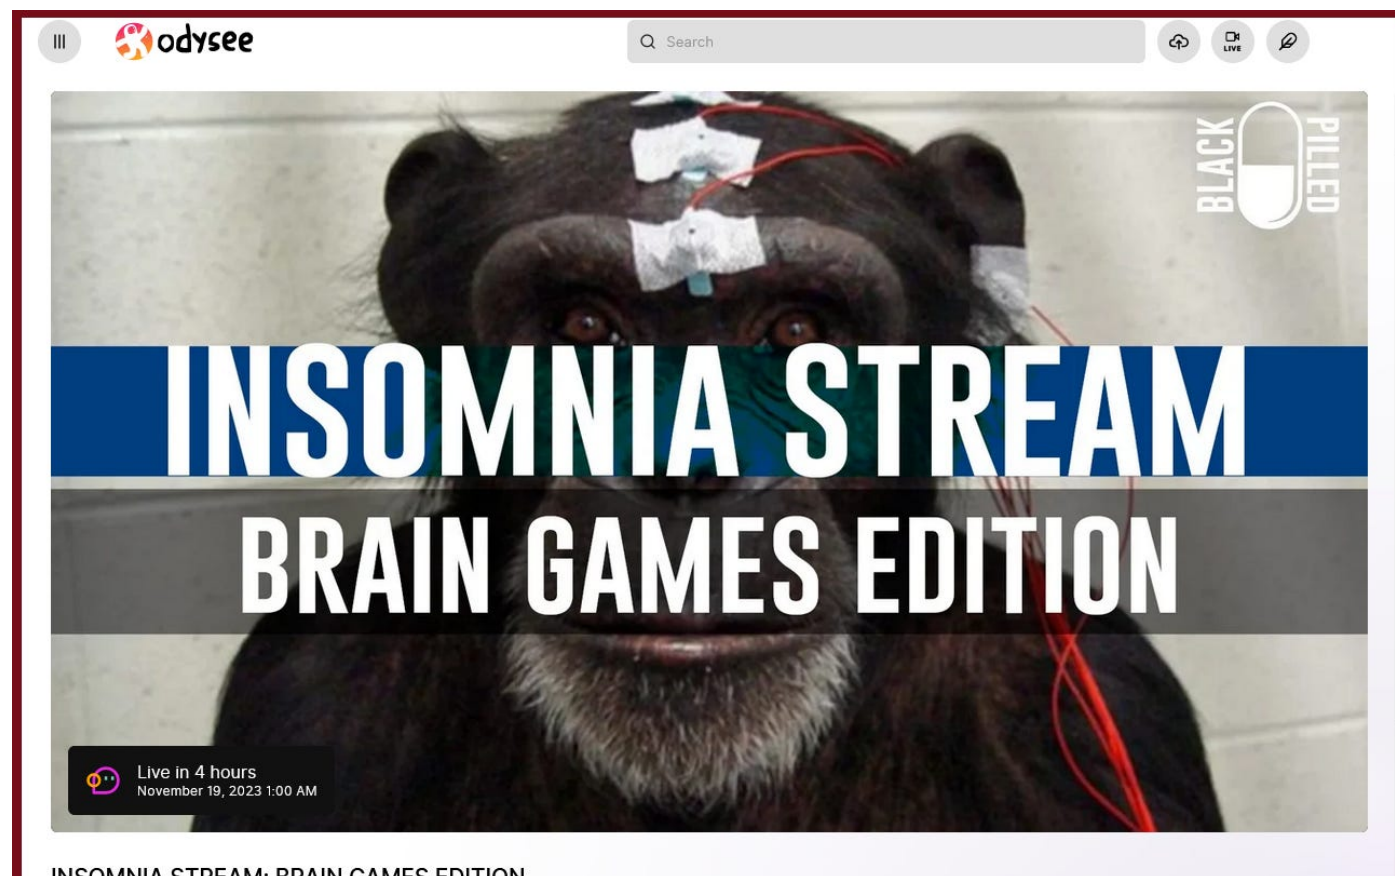 odysee
Search
LIVE
BLACK PILLED
INSOMNIA STREAM
BRAIN GAMES EDITION
Live in 4 hours
November 19, 2023 1:00 AM
INSOMNIA STREAM: BRAIN GAMES EDITION